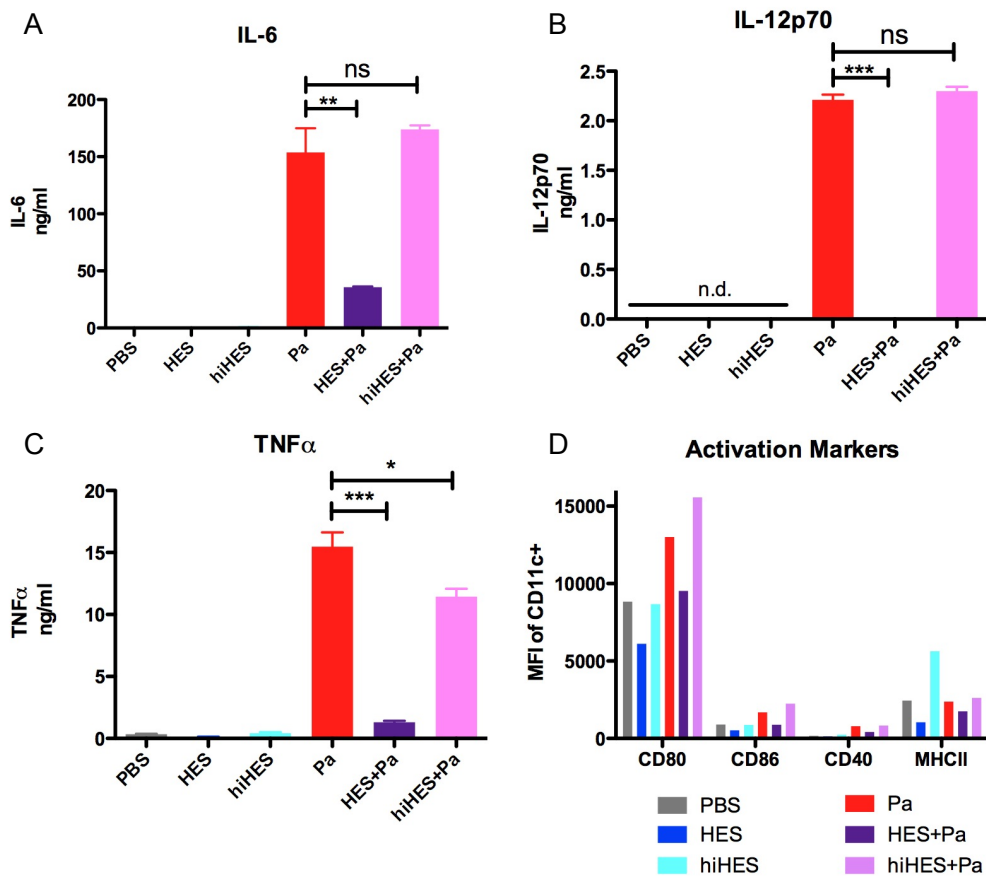 A
IL-6
ns
**
200
150
100
50
0
IL-6
ng/ml
PBS
HES
hiHES
Pa
HES+Pa
hiHES+Pa
B
IL-12p70
ns
***
2.5
2.0
1.5
1.0
0.5
0.0
IL-12p70
ng/ml
n.d.
PBS
HES
hiHES
Pa
HES+Pa
hiHES+Pa
C
TNFα
*
***
20
15
10
5
0
TNFα
ng/ml
PBS
HES
hiHES
Pa
HES+Pa
hiHES+Pa
D
Activation Markers
15000
10000
5000
0
MFI of CD11c+
CD80
CD86
CD40
MHCII
PBS
HES
hiHES
Pa
HES+Pa
hiHES+Pa